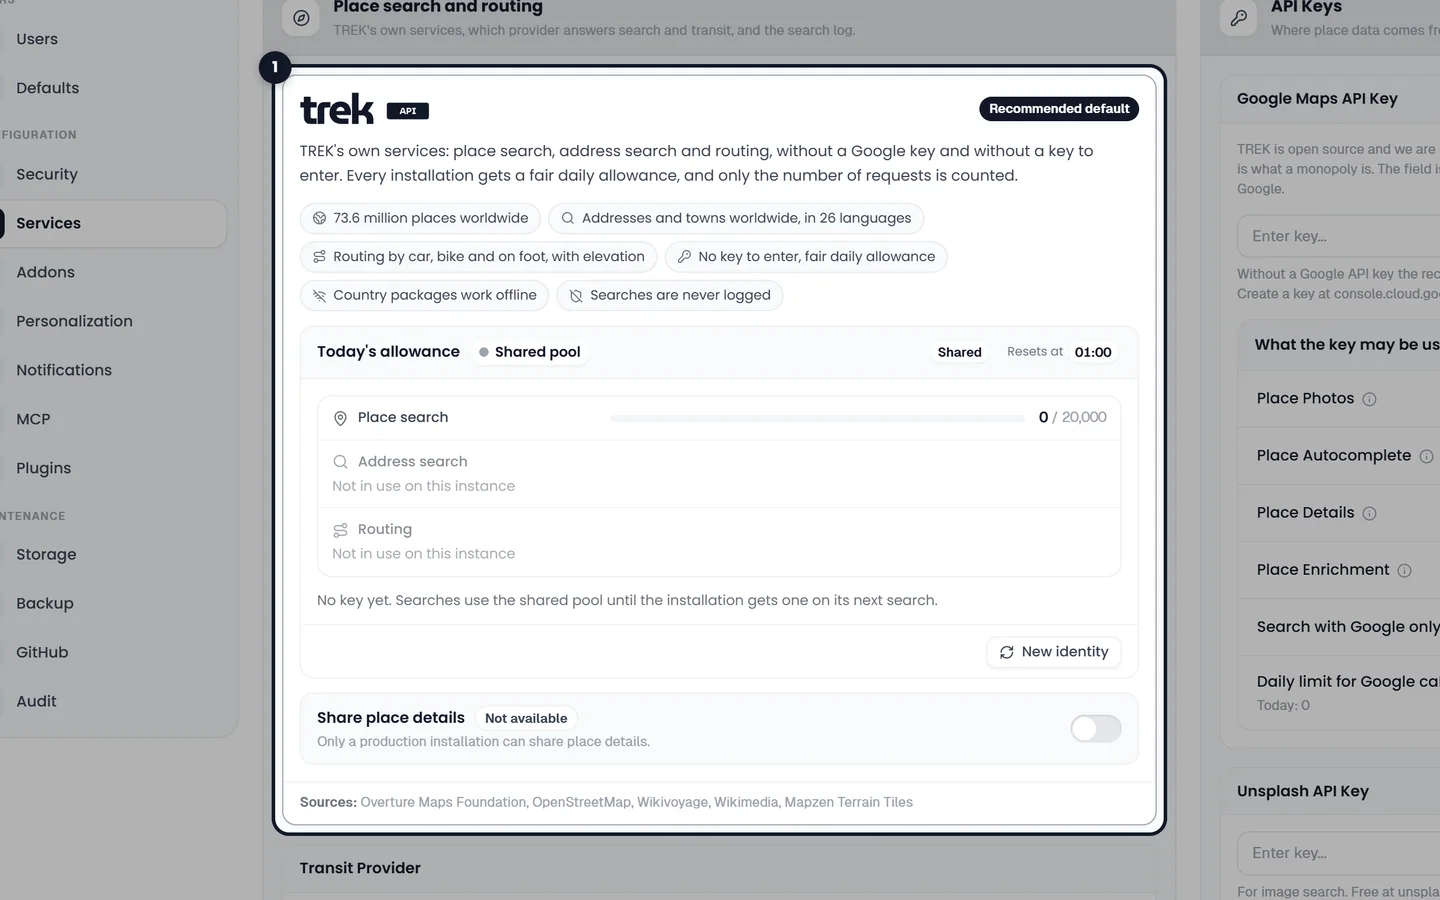 Users
Defaults
FIGURATION
Security
Services
Addons
Personalization
Notifications
MCP
Plugins
NTENANCE
Storage
Backup
GitHub
Audit
Place search and routing
TREK's own services, which provider answers search and transit, and the search log.
1
trek API
Recommended default
TREK's own services: place search, address search and routing, without a Google key and without a key to
enter. Every installation gets a fair daily allowance, and only the number of requests is counted.
73.6 million places worldwide
Addresses and towns worldwide, in 26 languages
Routing by car, bike and on foot, with elevation
No key to enter, fair daily allowance
Country packages work offline
Searches are never logged
Today's allowance
Shared pool
Shared
Resets at 01:00
Place search
0 / 20,000
Address search
Not in use on this instance
Routing
Not in use on this instance
No key yet. Searches use the shared pool until the installation gets one on its next search.
New identity
Share place details
Not available
Only a production installation can share place details.
Sources: Overture Maps Foundation, OpenStreetMap, Wikivoyage, Wikimedia, Mapzen Terrain Tiles
Transit Provider
API Keys
Where place data comes fr
Google Maps API Key
TREK is open source and we are
is what a monopoly is. The field i
Google.
Enter key...
Without a Google API key the rec
Create a key at console.cloud.go
What the key may be us
Place Photos
Place Autocomplete
Place Details
Place Enrichment
Search with Google only
Daily limit for Google ca
Today: 0
Unsplash API Key
Enter key...
For image search. Free at unspla